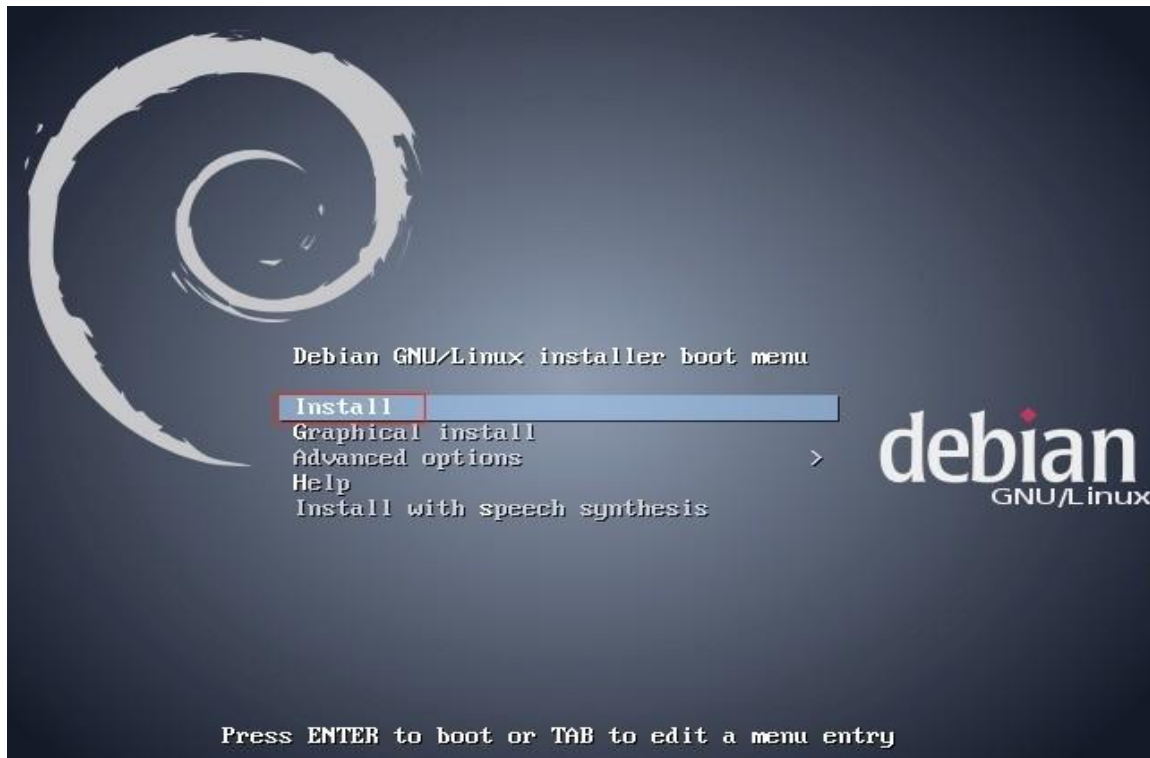 Debian GNU/Linux installer boot menu
Install
Graphical install
Advanced options >
Help
Install with speech synthesis
debian
GNU/Linux
Press ENTER to boot or TAB to edit a menu entry